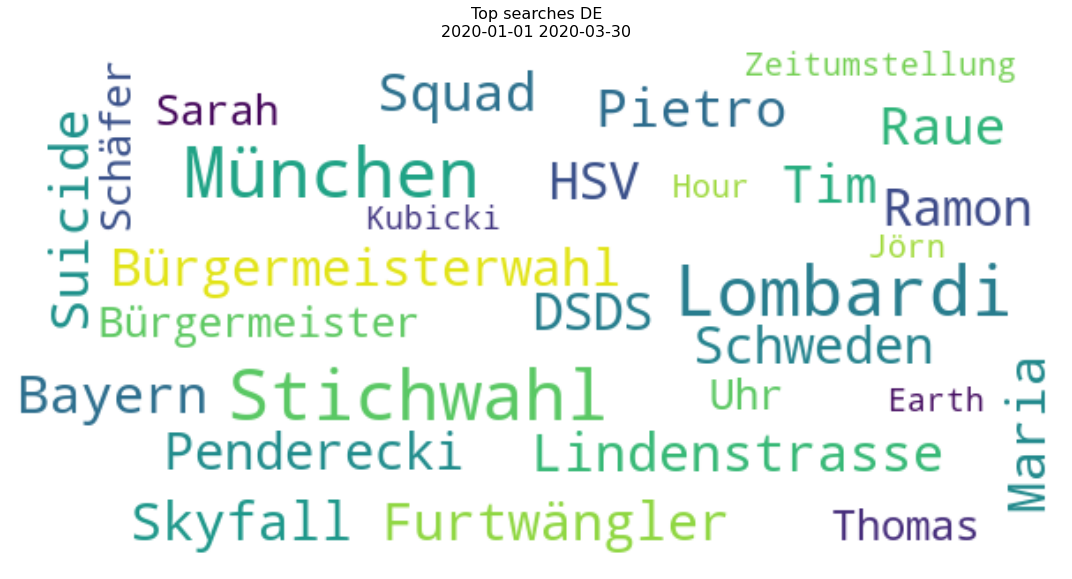 Top searches DE
2020-01-01 2020-03-30
Zeitumstellung
Schäfer
Sarah
Squad
Pietro
Raue
Suicide
München
HSV
Hour
Tim
Ramon
Kubicki
Jörn
Bürgermeisterwahl
Lombardi
DSDS
Bürgermeister
Schweden
Bayern
Stichwahl
Uhr
Earth
Maria
Penderecki
Lindenstrasse
Skyfall
Furtwängler
Thomas